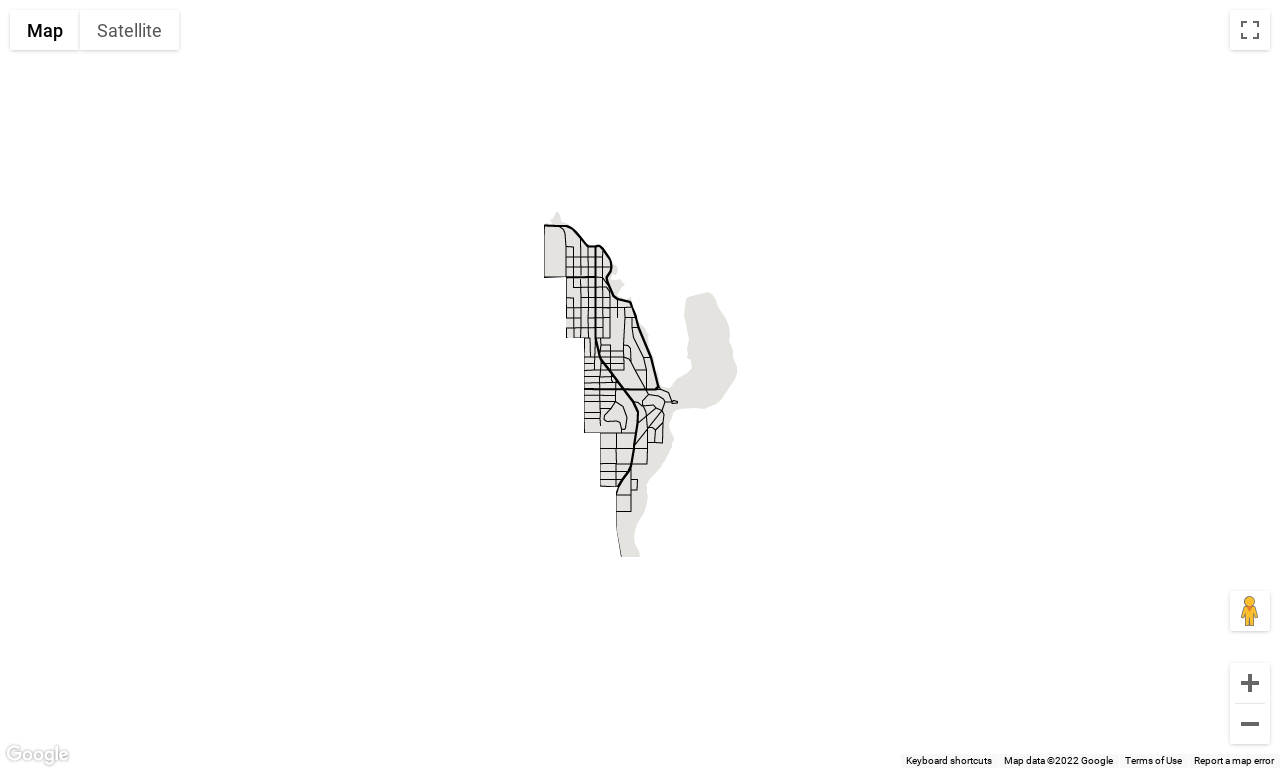 Map
Satellite
Google
Keyboard shortcuts
Map data ©2022 Google
Terms of Use
Report a map error